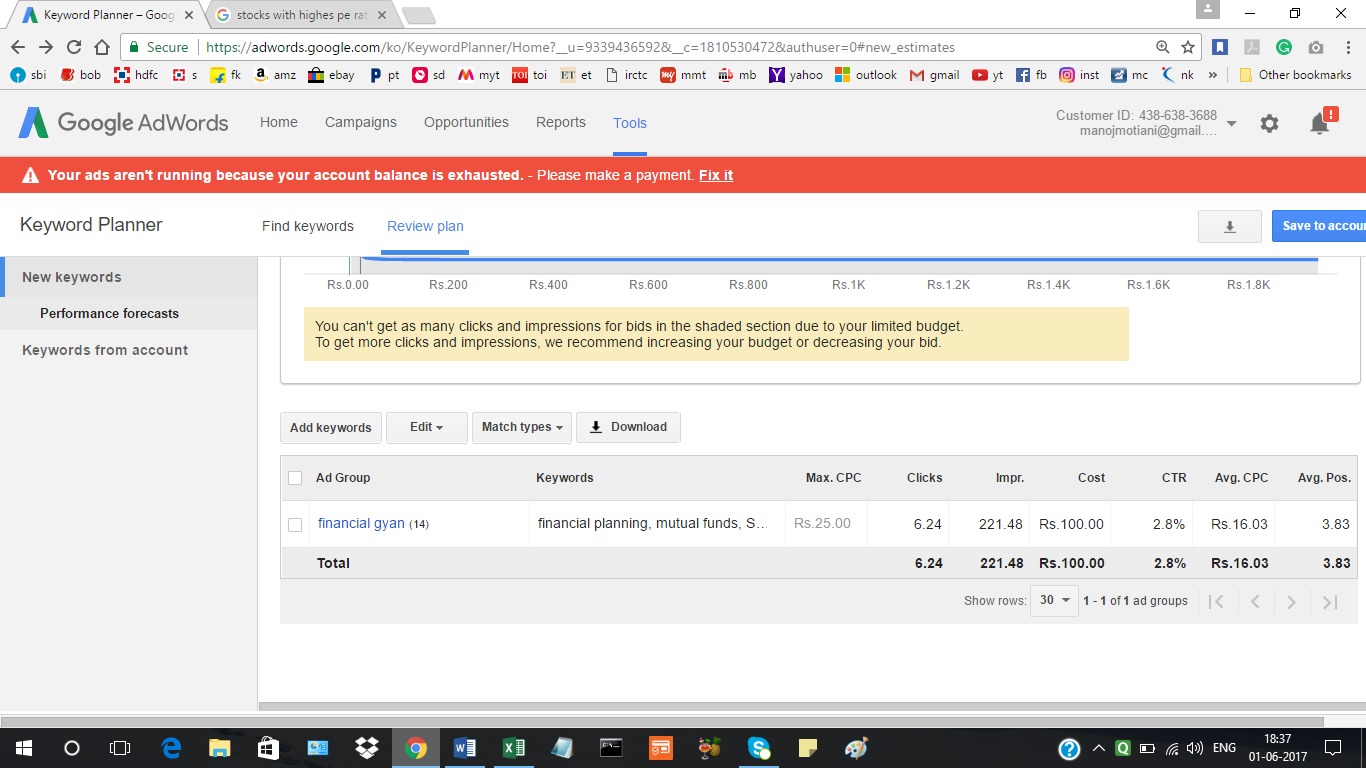 Keyword Planner – Goog
stocks with highes pe rat
Secure
https://adwords.google.com/ko/KeywordPlanner/Home?__u=9339436592&__c=1810530472&authuser=0#new_estimates
sbi bob hdfc s fk amz ebay pt sd myt TOI toi ET et irctc my mmt mb mb yahoo outlook gmail yt fb inst mc nk » Other bookmarks
Google AdWords
Home Campaigns Opportunities Reports Tools
Customer ID: 438-638-3688
manojmotiani@gmail....
!
Your ads aren't running because your account balance is exhausted. - Please make a payment. Fix it
Keyword Planner
Find keywords Review plan
Save to accou
New keywords
Performance forecasts
Keywords from account
Rs.0.00 Rs.200 Rs.400 Rs.600 Rs.800 Rs.1K Rs.1.2K Rs.1.4K Rs.1.6K Rs.1.8K
You can't get as many clicks and impressions for bids in the shaded section due to your limited budget.
To get more clicks and impressions, we recommend increasing your budget or decreasing your bid.
Add keywords Edit Match types Download
Ad Group Keywords Max. CPC Clicks Impr. Cost CTR Avg. CPC Avg. Pos.
financial gyan (14) financial planning, mutual funds, S... Rs.25.00 6.24 221.48 Rs.100.00 2.8% Rs.16.03 3.83
Total 6.24 221.48 Rs.100.00 2.8% Rs.16.03 3.83
Show rows: 30 1 - 1 of 1 ad groups
ENG
18:37
01-06-2017